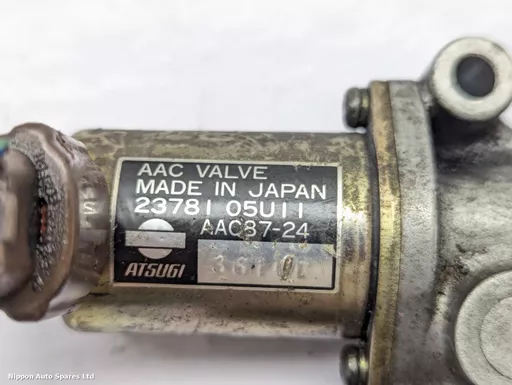 AAC VALVE
MADE IN JAPAN
23781 05U11
AAC87-24
ATSUGI
Nippon Auto Spares Ltd